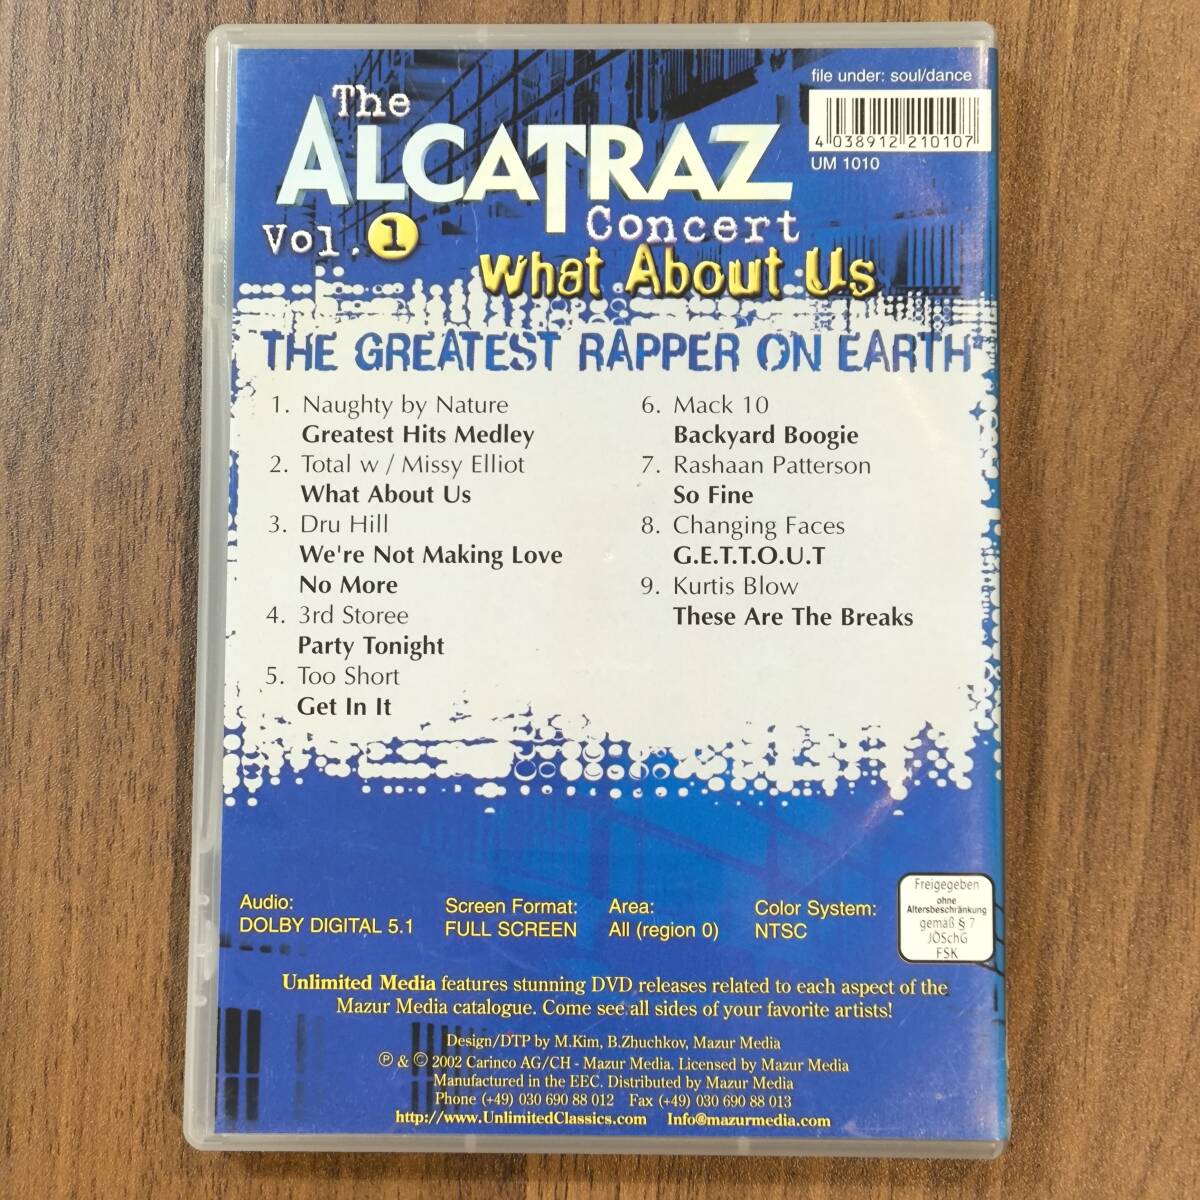 file under: soul/dance
4 038912 210107
UM 1010
The
ALCATRAZ
Concert
Vol. 1
What About Us
THE GREATEST RAPPER ON EARTH
1. Naughty by Nature
Greatest Hits Medley
2. Total w / Missy Elliot
What About Us
3. Dru Hill
We're Not Making Love
No More
4. 3rd Storee
Party Tonight
5. Too Short
Get In It
6. Mack 10
Backyard Boogie
7. Rashaan Patterson
So Fine
8. Changing Faces
G.E.T.T.O.U.T
9. Kurtis Blow
These Are The Breaks
Audio:
DOLBY DIGITAL 5.1
Screen Format:
FULL SCREEN
Area:
All (region 0)
Color System:
NTSC
Freigegeben
ohne
Altersbeschränkung
gemäß § 7
JÖSchG
FSK
Unlimited Media features stunning DVD releases related to each aspect of the
Mazur Media catalogue. Come see all sides of your favorite artists!
Design/DTP by M.Kim, B.Zhuchkov, Mazur Media
℗ & © 2002 Carinco AG/CH - Mazur Media. Licensed by Mazur Media
Manufactured in the EEC. Distributed by Mazur Media
Phone (+49) 030 690 88 012 Fax (+49) 030 690 88 013
http://www.UnlimitedClassics.com Info@mazurmedia.com